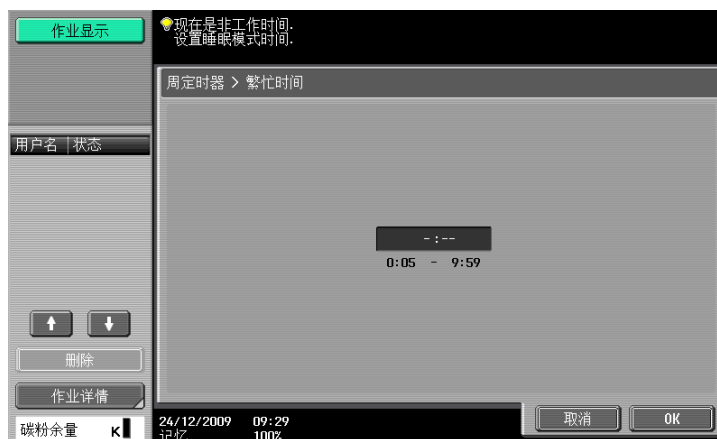 作业显示
现在是非工作时间.
设置睡眠模式时间.
周定时器 > 繁忙时间
用户名 状态
-:--
0:05 - 9:59
删除
作业详情
碳粉余量 K
24/12/2009 09:29
记忆 100%
取消 OK